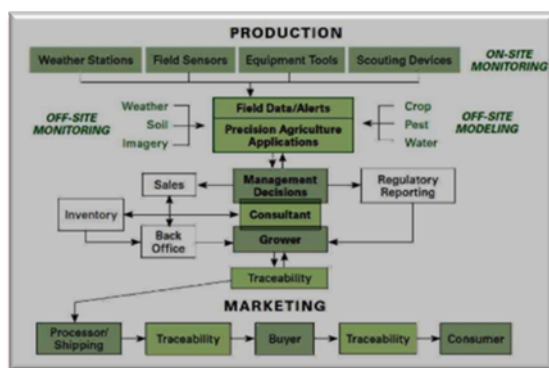 PRODUCTION
Weather Stations
Field Sensors
Equipment Tools
Scouting Devices
ON-SITE
MONITORING
OFF-SITE
MONITORING
Weather
Soil
Imagery
Field Data/Alerts
Precision Agriculture
Applications
Crop
Pest
Water
OFF-SITE
MODELING
Sales
Management
Decisions
Regulatory
Reporting
Inventory
Consultant
Back
Office
Grower
Traceability
MARKETING
Processor/
Shipping
Traceability
Buyer
Traceability
Consumer